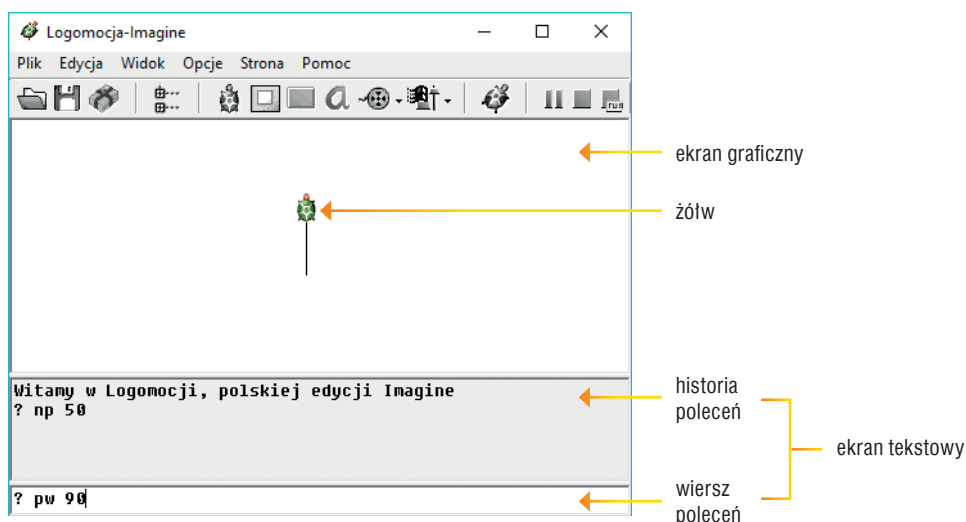 Logomocja-Imagine
Plik Edycja Widok Opcje Strona Pomoc
a
run
ekran graficzny
żółw
Witamy w Logomocji, polskiej edycji Imagine
? np 50
historia
poleceń
ekran tekstowy
? pw 90
wiersz
poleceń